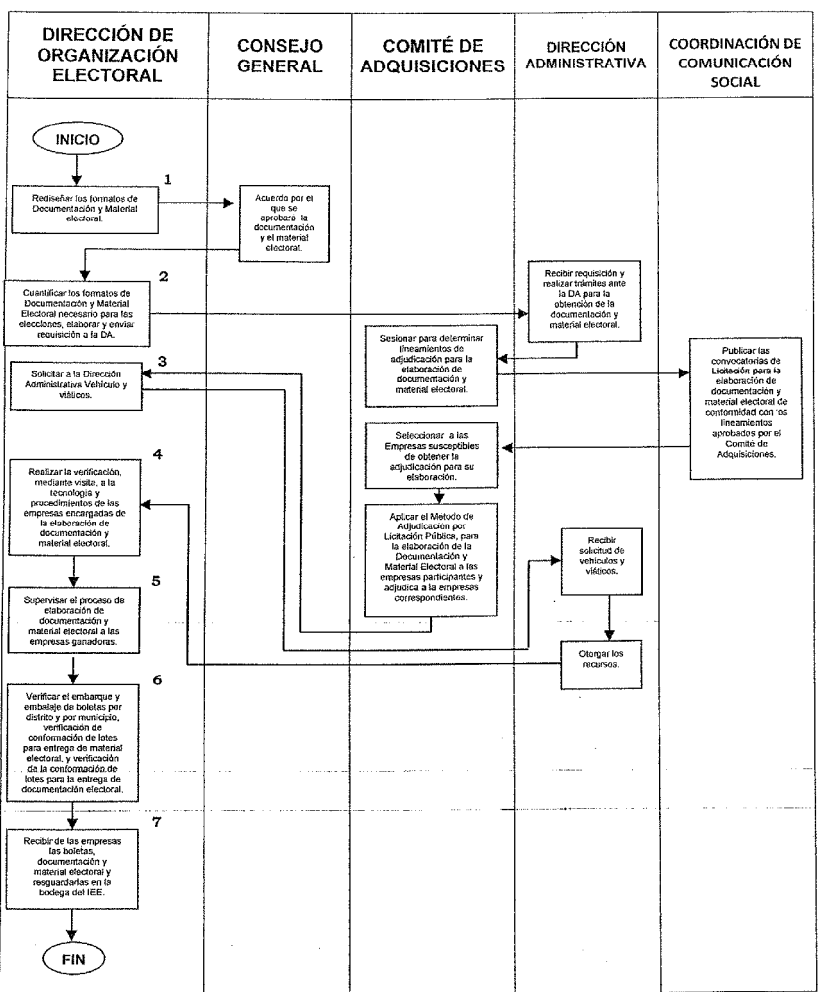 DIRECCIÓN DE
ORGANIZACIÓN
ELECTORAL
CONSEJO
GENERAL
COMITÉ DE
ADQUISICIONES
DIRECCIÓN
ADMINISTRATIVA
COORDINACIÓN DE
COMUNICACIÓN
SOCIAL
INICIO
1
Rediseñar los formatos de
Documentación y Material
electoral.
Acuerdo por el
que se
aprobará la
documentación
y el material
electoral.
2
Cuantificar los formatos de
Documentación y Material
Electoral necesario para las
elecciones, elaborar y enviar
requisición a la DA.
Recibir requisición y
realizar trámites ante
la DA para la
obtención de la
documentación y
material electoral.
Sesionar para determinar
lineamientos de
adjudicación para la
elaboración de
documentación y
material electoral.
Publicar las
convocatorias de
Licitación para la
elaboración de
documentación y
material electoral de
conformidad con los
lineamientos
aprobados por el
Comité de
Adquisiciones.
3
Solicitar a la Dirección
Administrativa Vehículo y
viáticos.
Seleccionar a las
Empresas susceptibles
de obtener la
adjudicación para su
elaboración.
4
Realizar la verificación,
mediante visita, a la
tecnología y
procedimientos de las
empresas encargadas de
la elaboración de
documentación y
material electoral.
Aplicar el Metodo de
Adjudicación por
Licitación Pública, para
la elaboración de la
Documentación y
Material Electoral a las
empresas participantes y
adjudica a la empresas
correspondientes.
Recibir
solicitud de
vehículos y
viáticos.
5
Supervisar el proceso de
elaboración de
documentación y
material electoral a las
empresas ganadoras.
Otorgar los
recursos.
6
Verificar el embarque y
embalaje de boletas por
distrito y por municipio,
verificación de
conformación de lotes
para entrega de material
electoral, y verificación
de la conformación de
lotes para la entrega de
documentación electoral.
7
Recibir de las empresas
las boletas,
documentación y
material electoral y
resguardarlas en la
bodega del IEE.
FIN